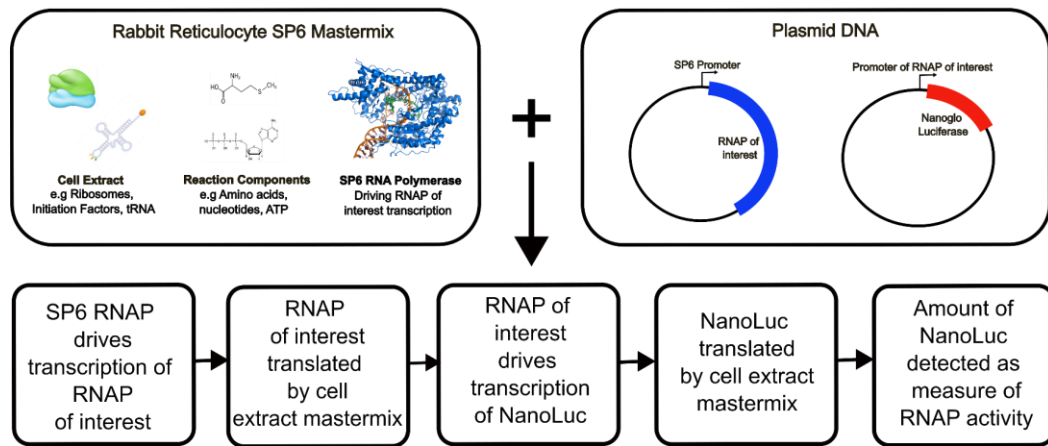 Rabbit Reticulocyte SP6 Mastermix
Cell Extract
e.g Ribosomes,
Initiation Factors, tRNA
Reaction Components
e.g Amino acids,
nucleotides, ATP
SP6 RNA Polymerase
Driving RNAP of
interest transcription
+
Plasmid DNA
SP6 Promoter
RNAP of
interest
Promoter of RNAP of interest
Nanoglo
Luciferase
SP6 RNAP
drives
transcription of
RNAP
of interest
RNAP
of interest
translated
by cell
extract mastermix
RNAP of
interest
drives
transcription
of NanoLuc
NanoLuc
translated
by cell extract
mastermix
Amount of
NanoLuc
detected as
measure of
RNAP activity